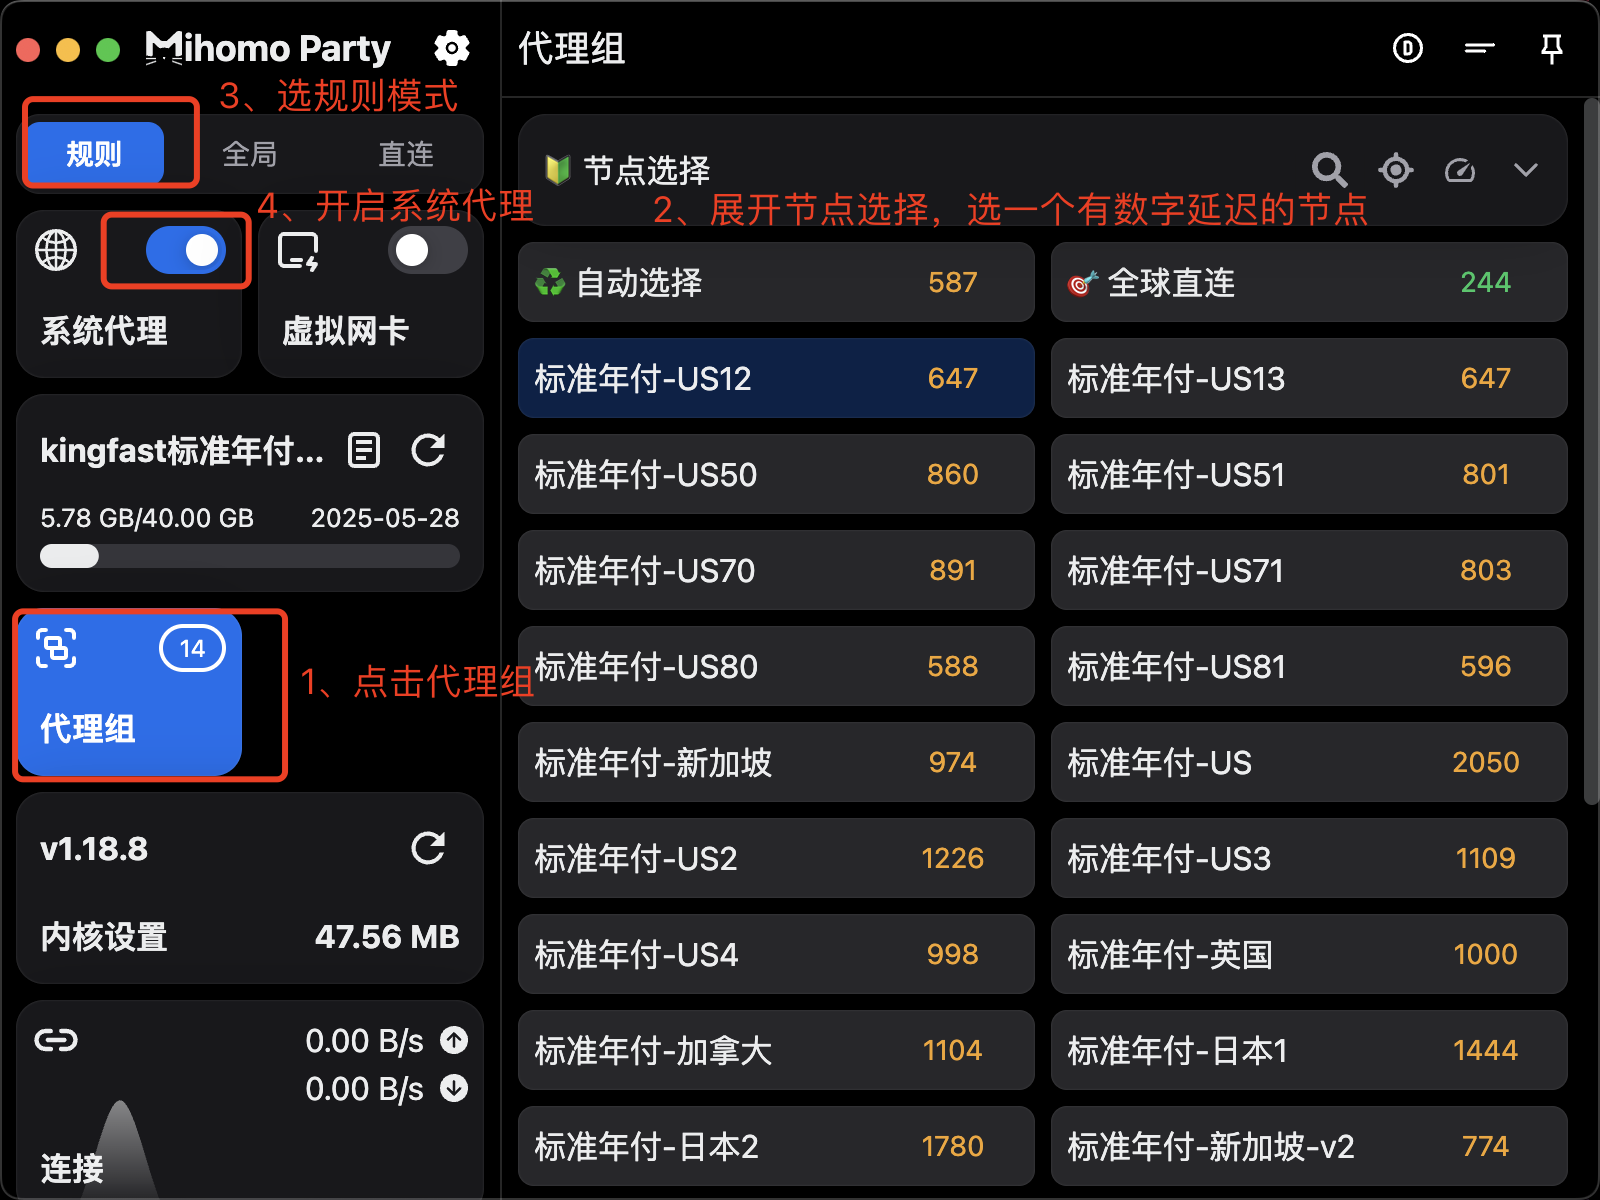 Mihomo Party
代理组
3、选规则模式
规则
全局
直连
4、开启系统代理
系统代理
虚拟网卡
kingfast标准年付...
5.78 GB/40.00 GB
2025-05-28
14
代理组
1、点击代理组
v1.18.8
内核设置
47.56 MB
0.00 B/s
0.00 B/s
连接
节点选择
2、展开节点选择，选一个有数字延迟的节点
自动选择 587
全球直连 244
标准年付-US12 647
标准年付-US13 647
标准年付-US50 860
标准年付-US51 801
标准年付-US70 891
标准年付-US71 803
标准年付-US80 588
标准年付-US81 596
标准年付-新加坡 974
标准年付-US 2050
标准年付-US2 1226
标准年付-US3 1109
标准年付-US4 998
标准年付-英国 1000
标准年付-加拿大 1104
标准年付-日本1 1444
标准年付-日本2 1780
标准年付-新加坡-v2 774